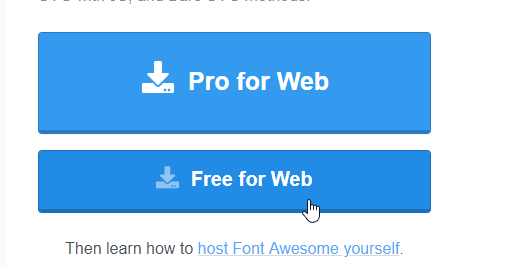 Pro for Web
Free for Web
Then learn how to host Font Awesome yourself.